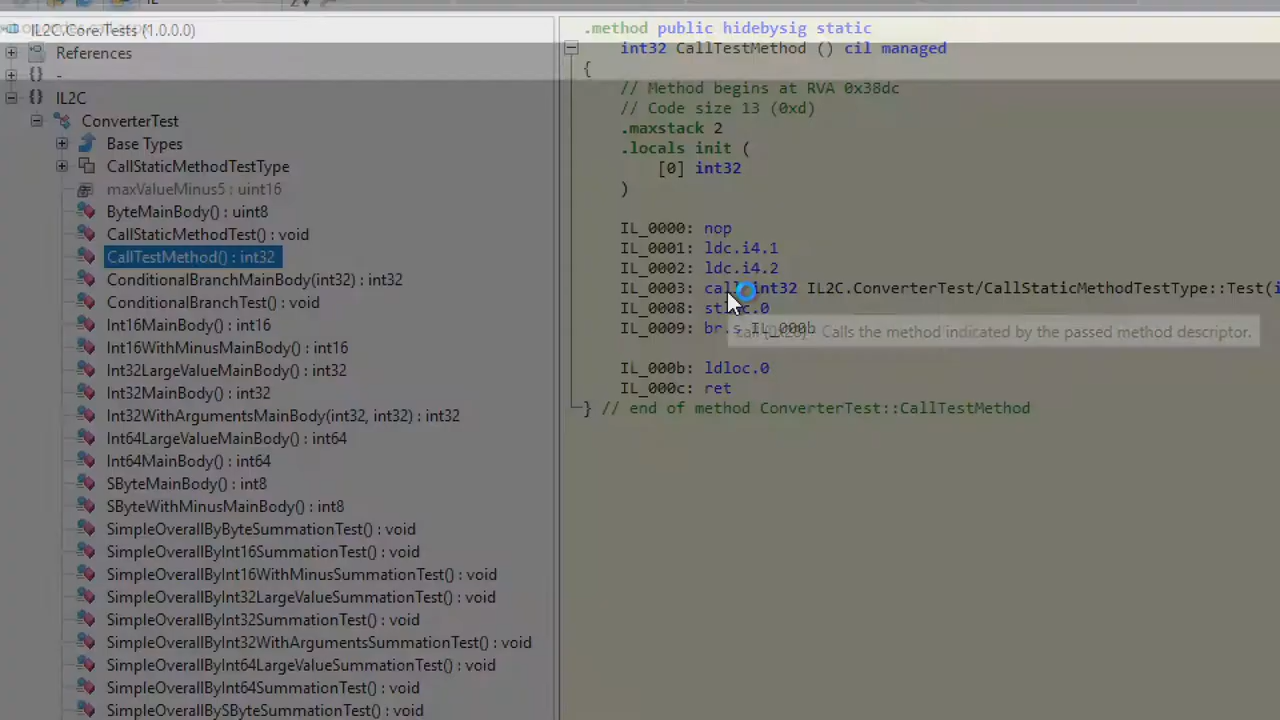 IL2C.Core.Tests (1.0.0.0)
References
-
IL2C
ConverterTest
Base Types
CallStaticMethodTestType
maxValueMinus5 : uint16
ByteMainBody() : uint8
CallStaticMethodTest() : void
CallTestMethod() : int32
ConditionalBranchMainBody(int32) : int32
ConditionalBranchTest() : void
Int16MainBody() : int16
Int16WithMinusMainBody() : int16
Int32LargeValueMainBody() : int32
Int32MainBody() : int32
Int32WithArgumentsMainBody(int32, int32) : int32
Int64LargeValueMainBody() : int64
Int64MainBody() : int64
SByteMainBody() : int8
SByteWithMinusMainBody() : int8
SimpleOverallByByteSummationTest() : void
SimpleOverallByInt16SummationTest() : void
SimpleOverallByInt16WithMinusSummationTest() : void
SimpleOverallByInt32LargeValueSummationTest() : void
SimpleOverallByInt32SummationTest() : void
SimpleOverallByInt32WithArgumentsSummationTest() : void
SimpleOverallByInt64LargeValueSummationTest() : void
SimpleOverallByInt64SummationTest() : void
SimpleOverallBySByteSummationTest() : void
.method public hidebysig static
int32 CallTestMethod () cil managed
{
// Method begins at RVA 0x38dc
// Code size 13 (0xd)
.maxstack 2
.locals init (
[0] int32
)
IL_0000: nop
IL_0001: ldc.i4.1
IL_0002: ldc.i4.2
IL_0003: call int32 IL2C.ConverterTest/CallStaticMethodTestType::Test(i
IL_0008: stloc.0
IL_0009: br.s IL_000b
call [0x28] - Calls the method indicated by the passed method descriptor.
IL_000b: ldloc.0
IL_000c: ret
} // end of method ConverterTest::CallTestMethod